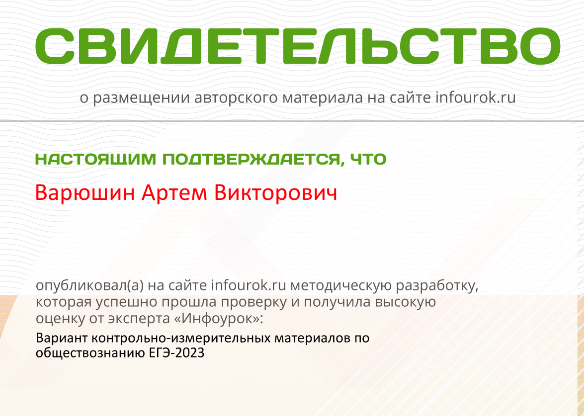 СВИДЕТЕЛЬСТВО
о размещении авторского материала на сайте infourok.ru
НАСТОЯЩИМ ПОДТВЕРЖДАЕТСЯ, ЧТО
Варюшин Артем Викторович
опубликовал(а) на сайте infourok.ru методическую разработку,
которая успешно прошла проверку и получила высокую
оценку от эксперта «Инфоурок»:
Вариант контрольно-измерительных материалов по
обществознанию ЕГЭ-2023